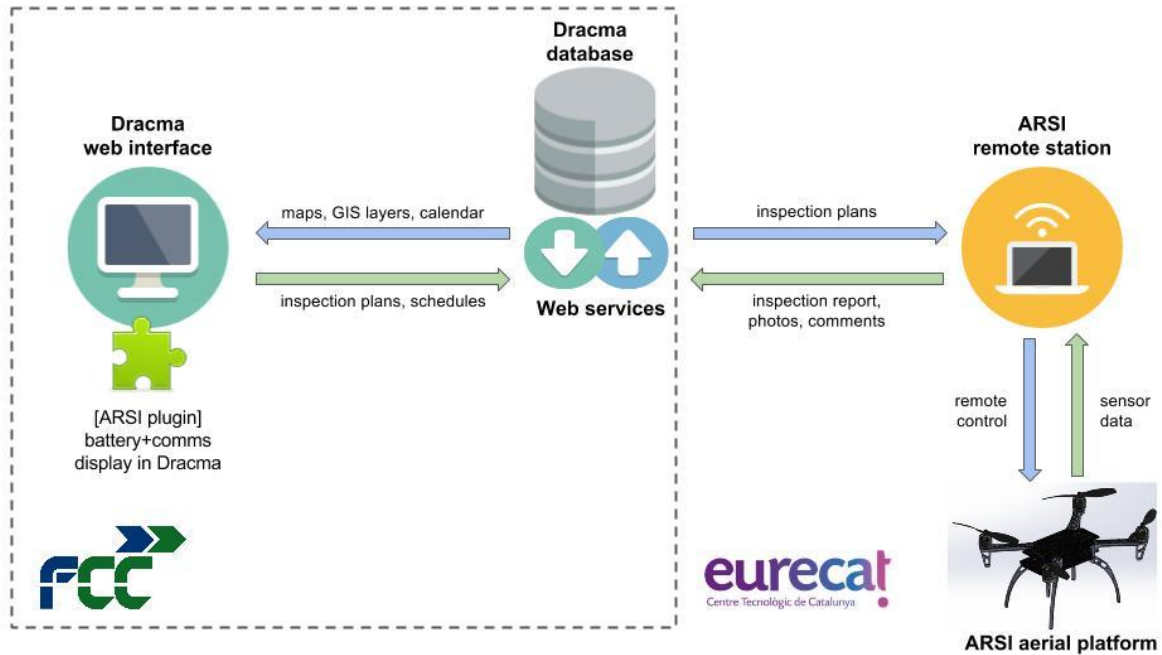 Dracma
database
Dracma
web interface
ARSI
remote station
maps, GIS layers, calendar
inspection plans
inspection plans, schedules
Web services
inspection report,
photos, comments
[ARSI plugin]
battery+comms
display in Dracma
remote
control
sensor
data
FCC
eurecat
Centre Tecnològic de Catalunya
ARSI aerial platform